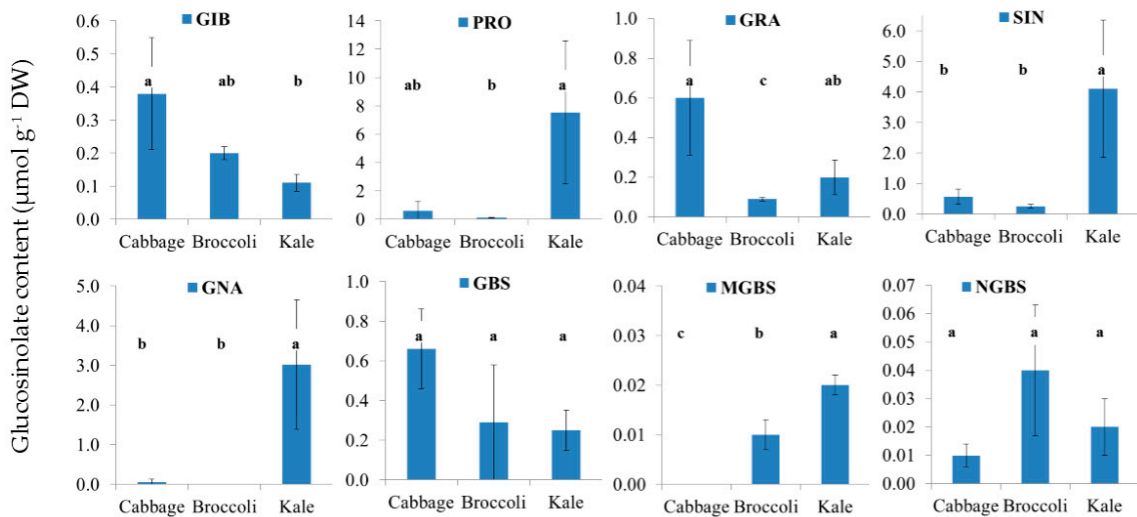 Glucosinolate content (µmol g-1 DW)
GIB
0.6
0.5
0.4
0.3
0.2
0.1
0.0
a ab b
Cabbage Broccoli Kale
PRO
14
12
10
8
6
4
2
0
ab b a
Cabbage Broccoli Kale
GRA
1.0
0.8
0.6
0.4
0.2
0.0
a c ab
Cabbage Broccoli Kale
SIN
6.0
5.0
4.0
3.0
2.0
1.0
0.0
b b a
Cabbage Broccoli Kale
GNA
5.0
4.0
3.0
2.0
1.0
0.0
b b a
Cabbage Broccoli Kale
GBS
1.0
0.8
0.6
0.4
0.2
0.0
a a a
Cabbage Broccoli Kale
MGBS
0.04
0.03
0.02
0.01
0.00
c b a
Cabbage Broccoli Kale
NGBS
0.07
0.06
0.05
0.04
0.03
0.02
0.01
0.00
a a a
Cabbage Broccoli Kale